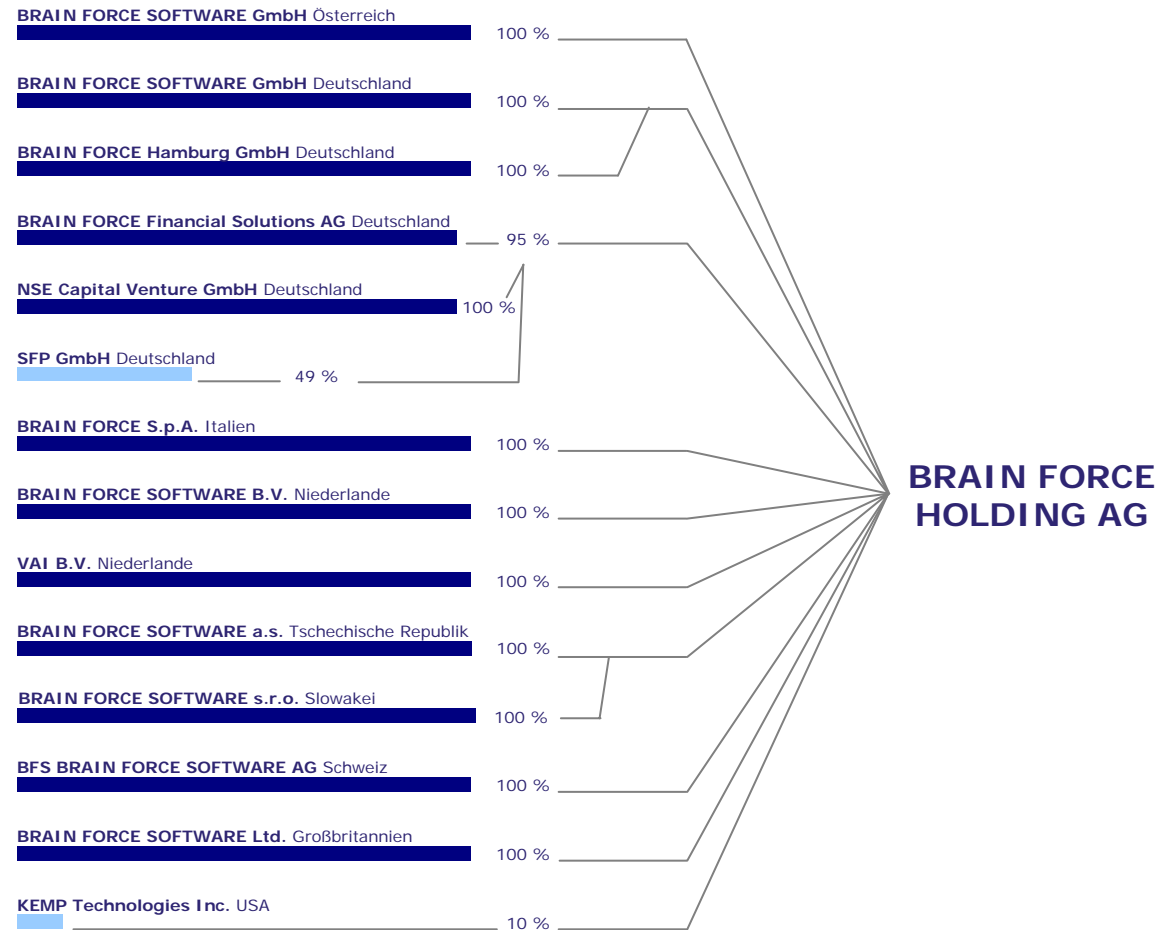 BRAIN FORCE SOFTWARE GmbH Österreich
100 %
BRAIN FORCE SOFTWARE GmbH Deutschland
100 %
BRAIN FORCE Hamburg GmbH Deutschland
100 %
BRAIN FORCE Financial Solutions AG Deutschland
95 %
NSE Capital Venture GmbH Deutschland
100 %
SFP GmbH Deutschland
49 %
BRAIN FORCE S.p.A. Italien
100 %
BRAIN FORCE SOFTWARE B.V. Niederlande
100 %
VAI B.V. Niederlande
100 %
BRAIN FORCE SOFTWARE a.s. Tschechische Republik
100 %
BRAIN FORCE SOFTWARE s.r.o. Slowakei
100 %
BFS BRAIN FORCE SOFTWARE AG Schweiz
100 %
BRAIN FORCE SOFTWARE Ltd. Großbritannien
100 %
KEMP Technologies Inc. USA
10 %
BRAIN FORCE
HOLDING AG